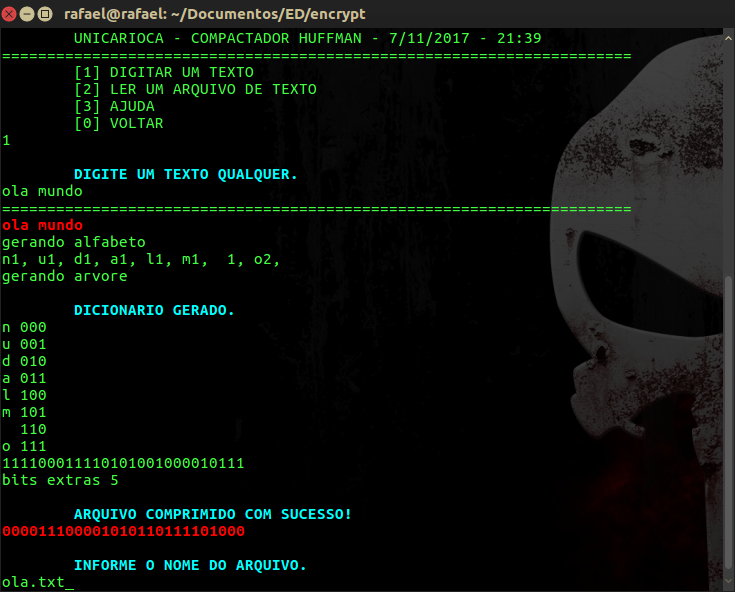 rafael@rafael: ~/Documentos/ED/encrypt
UNICARIOCA - COMPACTADOR HUFFMAN - 7/11/2017 - 21:39
======================================================================
[1] DIGITAR UM TEXTO
[2] LER UM ARQUIVO DE TEXTO
[3] AJUDA
[0] VOLTAR
1
DIGITE UM TEXTO QUALQUER.
ola mundo
======================================================================
ola mundo
gerando alfabeto
n1, u1, d1, a1, l1, m1,  1, o2,
gerando arvore
DICIONARIO GERADO.
n 000
u 001
d 010
a 011
l 100
m 101
  110
o 111
111100011110101001000010111
bits extras 5
ARQUIVO COMPRIMIDO COM SUCESSO!
000011100001010110111101000
INFORME O NOME DO ARQUIVO.
ola.txt_